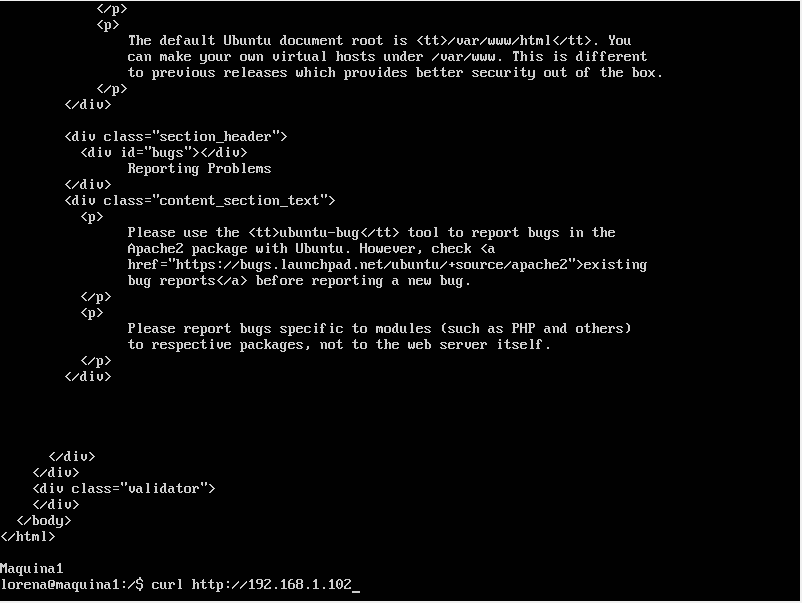 </p>
<p>
The default Ubuntu document root is <tt>/var/www/html</tt>. You
can make your own virtual hosts under /var/www. This is different
to previous releases which provides better security out of the box.
</p>
</div>
<div class="section_header">
<div id="bugs"></div>
Reporting Problems
</div>
<div class="content_section_text">
<p>
Please use the <tt>ubuntu-bug</tt> tool to report bugs in the
Apache2 package with Ubuntu. However, check <a
href="https://bugs.launchpad.net/ubuntu/+source/apache2">existing
bug reports</a> before reporting a new bug.
</p>
<p>
Please report bugs specific to modules (such as PHP and others)
to respective packages, not to the web server itself.
</p>
</div>
</div>
</div>
<div class="validator">
</div>
</body>
</html>
Maquina1
lorena@maquina1:/$ curl http://192.168.1.102_